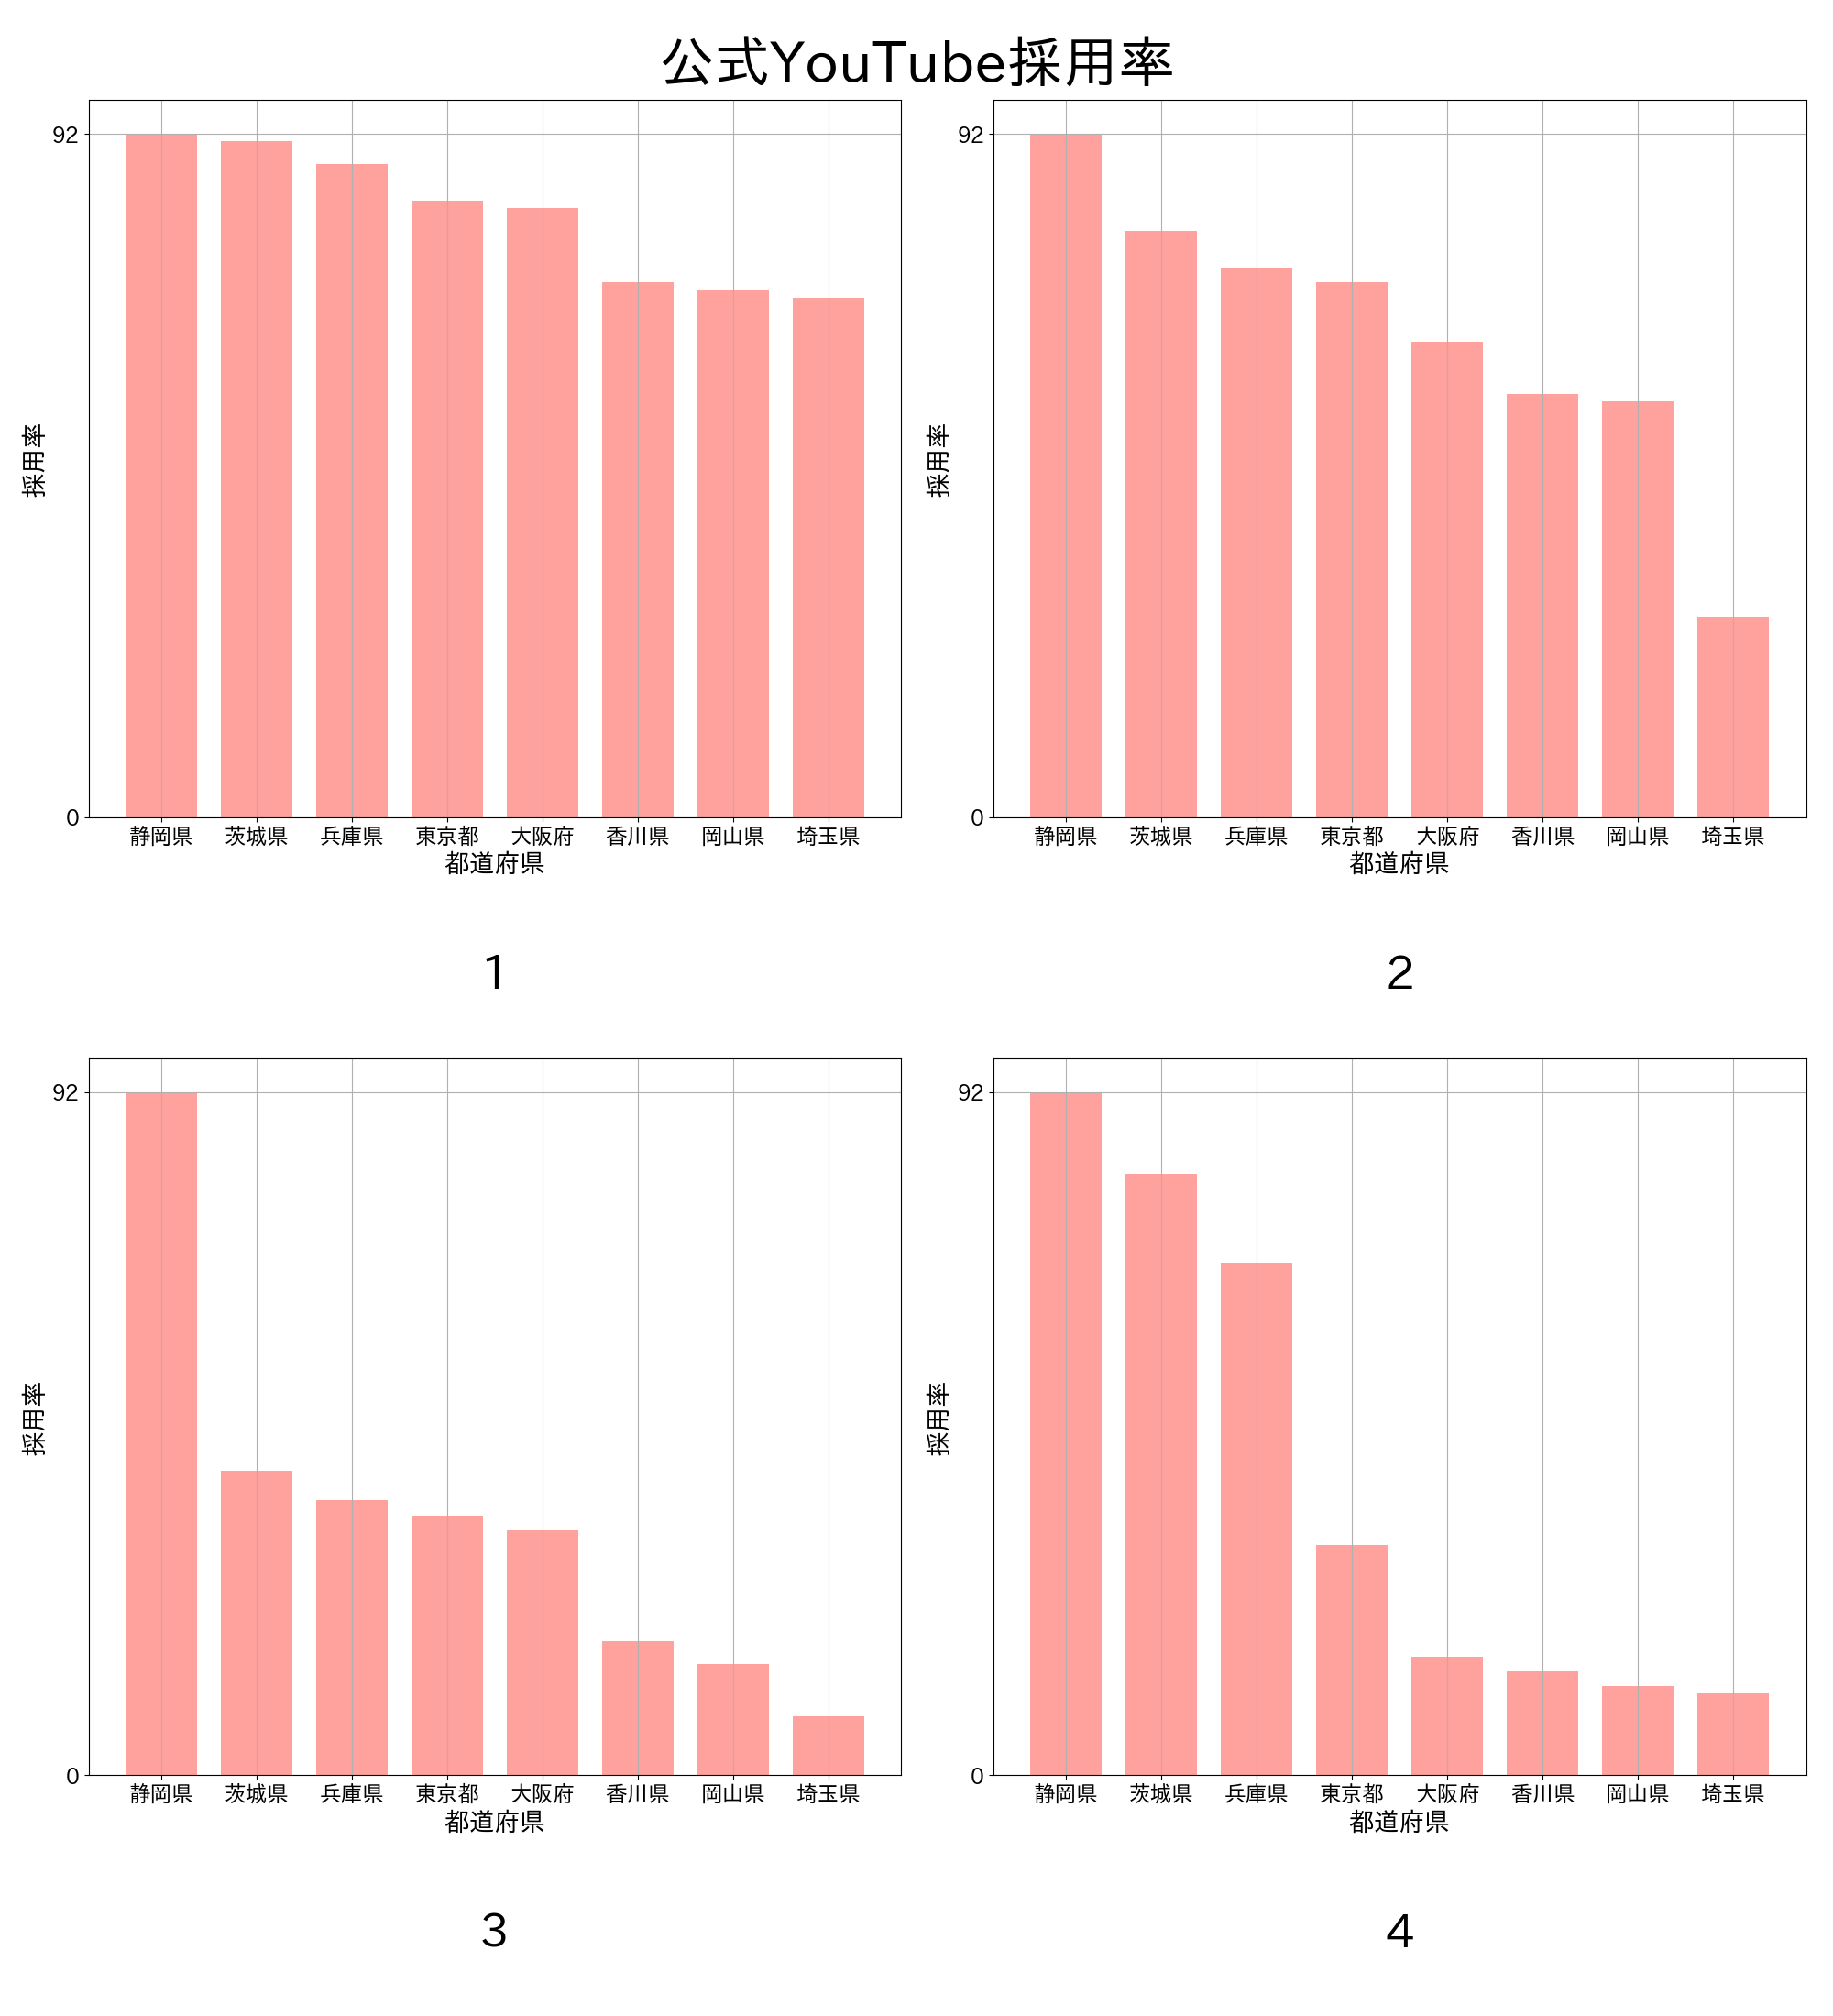 公式YouTube採用率
92
0
採用率
静岡県 茨城県 兵庫県 東京都 大阪府 香川県 岡山県 埼玉県
都道府県
1
92
0
採用率
静岡県 茨城県 兵庫県 東京都 大阪府 香川県 岡山県 埼玉県
都道府県
2
92
0
採用率
静岡県 茨城県 兵庫県 東京都 大阪府 香川県 岡山県 埼玉県
都道府県
3
92
0
採用率
静岡県 茨城県 兵庫県 東京都 大阪府 香川県 岡山県 埼玉県
都道府県
4